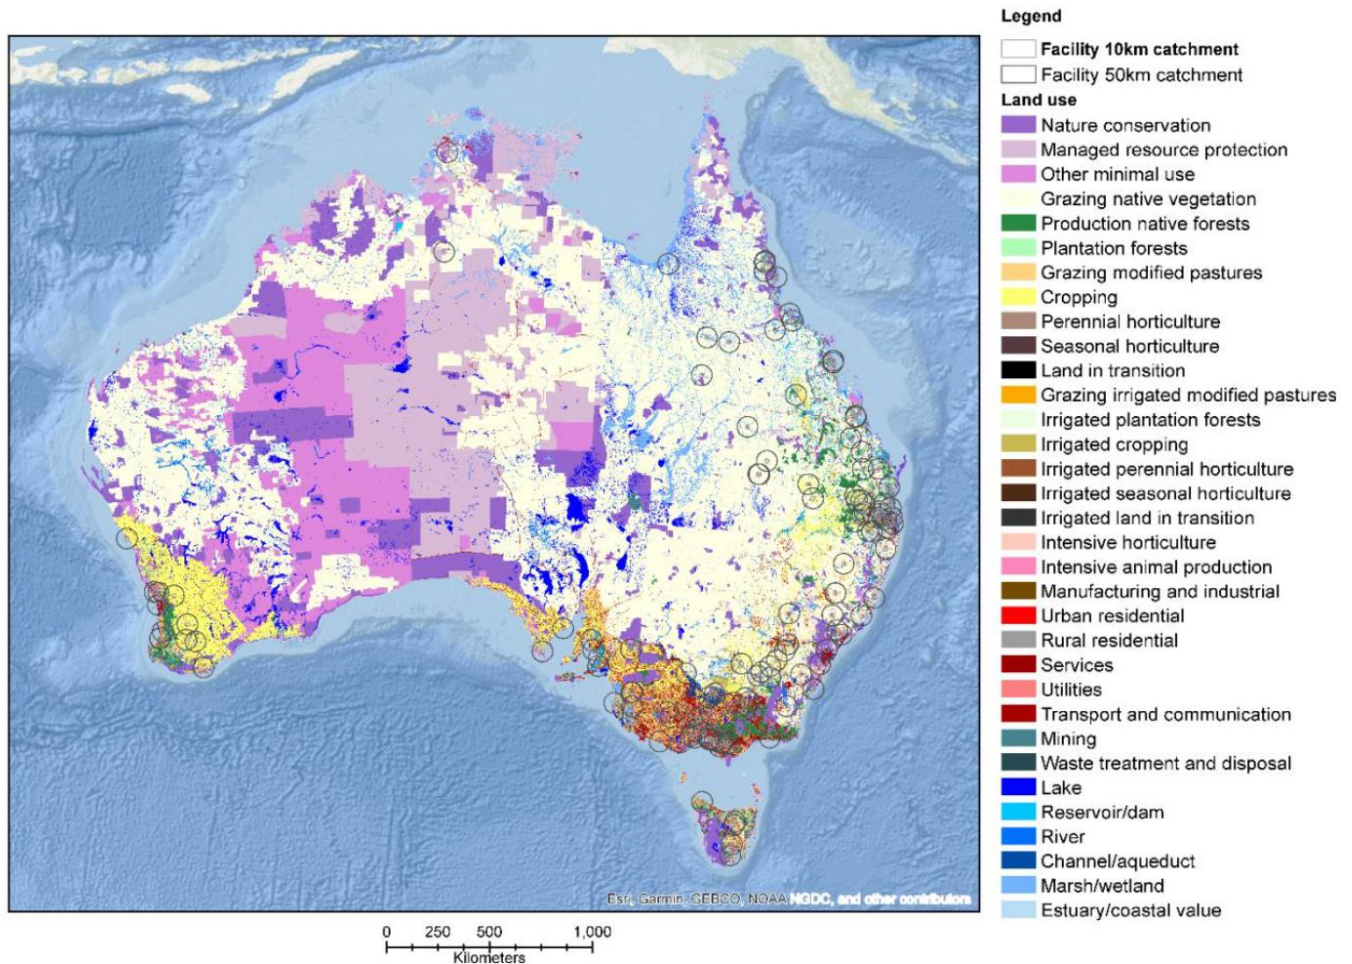 Legend
Facility 10km catchment
Facility 50km catchment
Land use
Nature conservation
Managed resource protection
Other minimal use
Grazing native vegetation
Production native forests
Plantation forests
Grazing modified pastures
Cropping
Perennial horticulture
Seasonal horticulture
Land in transition
Grazing irrigated modified pastures
Irrigated plantation forests
Irrigated cropping
Irrigated perennial horticulture
Irrigated seasonal horticulture
Irrigated land in transition
Intensive horticulture
Intensive animal production
Manufacturing and industrial
Urban residential
Rural residential
Services
Utilities
Transport and communication
Mining
Waste treatment and disposal
Lake
Reservoir/dam
River
Channel/aqueduct
Marsh/wetland
Estuary/coastal value
Esri, Garmin, GEBCO, NOAA NGDC, and other contributors
0 250 500 1,000
Kilometers